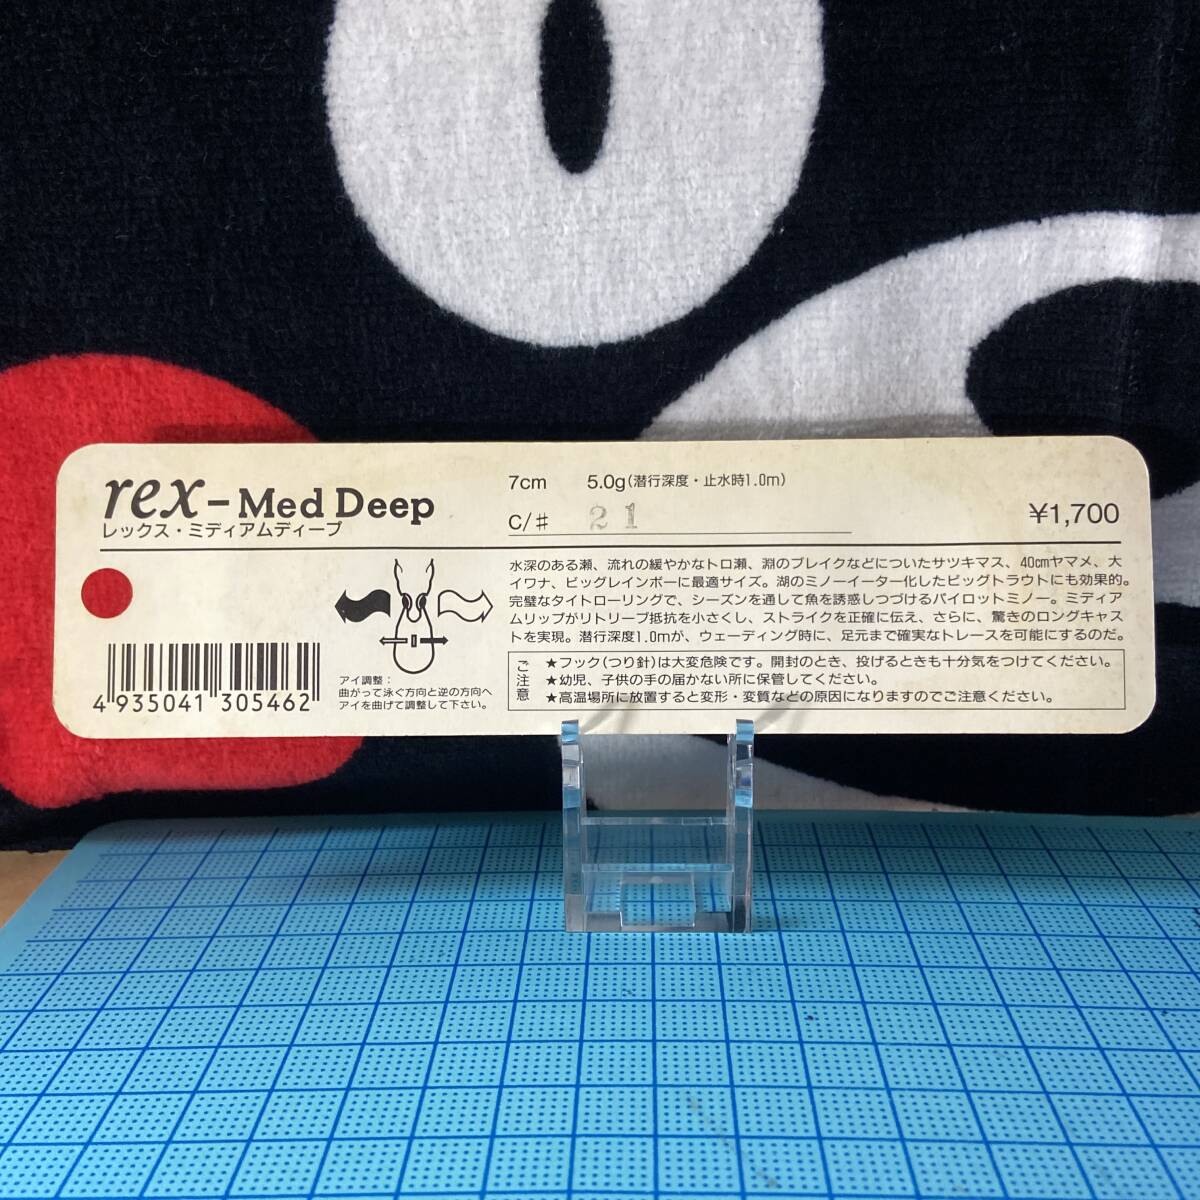 rex-Med Deep
レックス・ミディアムディープ
7cm 5.0g(潜行深度・止水時1.0m)
C/# 21
¥1,700
水深のある瀬、流れの緩やかなトロ瀬、淵のブレイクなどについたサツキマス、40cmヤマメ、大
イワナ、ビッグレインボーに最適サイズ。湖のミノーイーター化したビッグトラウトにも効果的。
完璧なタイトローリングで、シーズンを通して魚を誘惑しつづけるパイロットミノー。ミディア
ムリップがリトリーブ抵抗を小さくし、ストライクを正確に伝え、さらに、驚きのロングキャス
トを実現。潜行深度1.0mが、ウェーディング時に、足元まで確実なトレースを可能にするのだ。
ご注意
★フック(つり針)は大変危険です。開封のとき、投げるときも十分気をつけてください。
★幼児、子供の手の届かない所に保管してください。
★高温場所に放置すると変形・変質などの原因になりますのでご注意ください。
アイ調整：
曲がって泳ぐ方向と逆の方向へ
アイを曲げて調整して下さい。
4 935041 305462